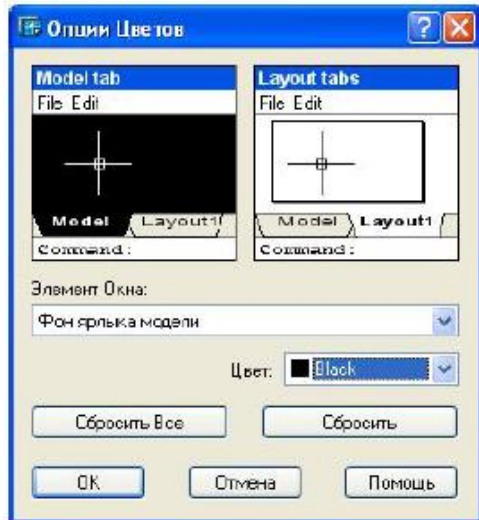 Опции Цветов
Model tab
File Edit
Model
Layout1
Command:
Layout tabs
File Edit
Model
Layout1
Command:
Элемент Окна:
Фон ярлыка модели
Цвет: Black
Сбросить Все
Сбросить
OK
Отмена
Помощь